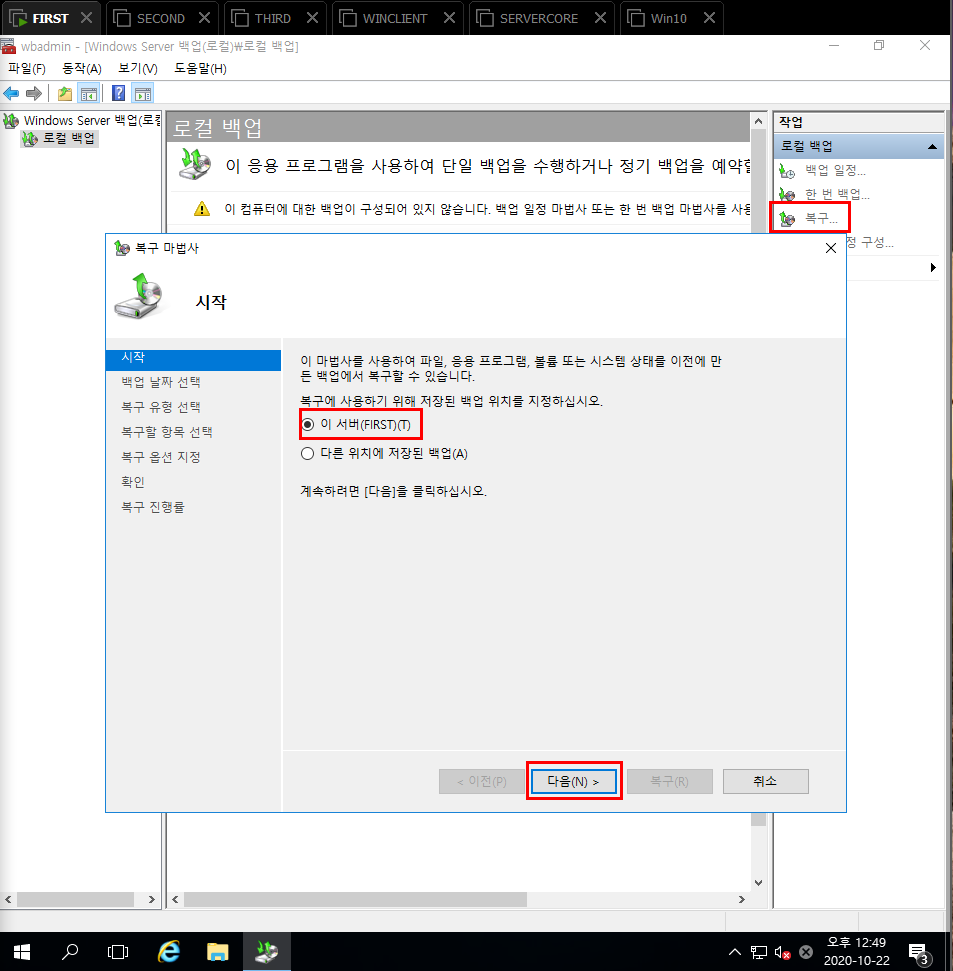 FIRST
SECOND
THIRD
WINCLIENT
SERVERCORE
Win10
wbadmin - [Windows Server 백업(로컬)₩로컬 백업]
파일(F) 동작(A) 보기(V) 도움말(H)
Windows Server 백업(로컬
로컬 백업
로컬 백업
이 응용 프로그램을 사용하여 단일 백업을 수행하거나 정기 백업을 예약할
이 컴퓨터에 대한 백업이 구성되어 있지 않습니다. 백업 일정 마법사 또는 한 번 백업 마법사를 사용
작업
로컬 백업
백업 일정...
한 번 백업...
복구...
정 구성...
복구 마법사
시작
시작
백업 날짜 선택
복구 유형 선택
복구할 항목 선택
복구 옵션 지정
확인
복구 진행률
이 마법사를 사용하여 파일, 응용 프로그램, 볼륨 또는 시스템 상태를 이전에 만
든 백업에서 복구할 수 있습니다.
복구에 사용하기 위해 저장된 백업 위치를 지정하십시오.
이 서버(FIRST)(T)
다른 위치에 저장된 백업(A)
계속하려면 [다음]을 클릭하십시오.
< 이전(P)
다음(N) >
복구(R)
취소
오후 12:49
2020-10-22
3